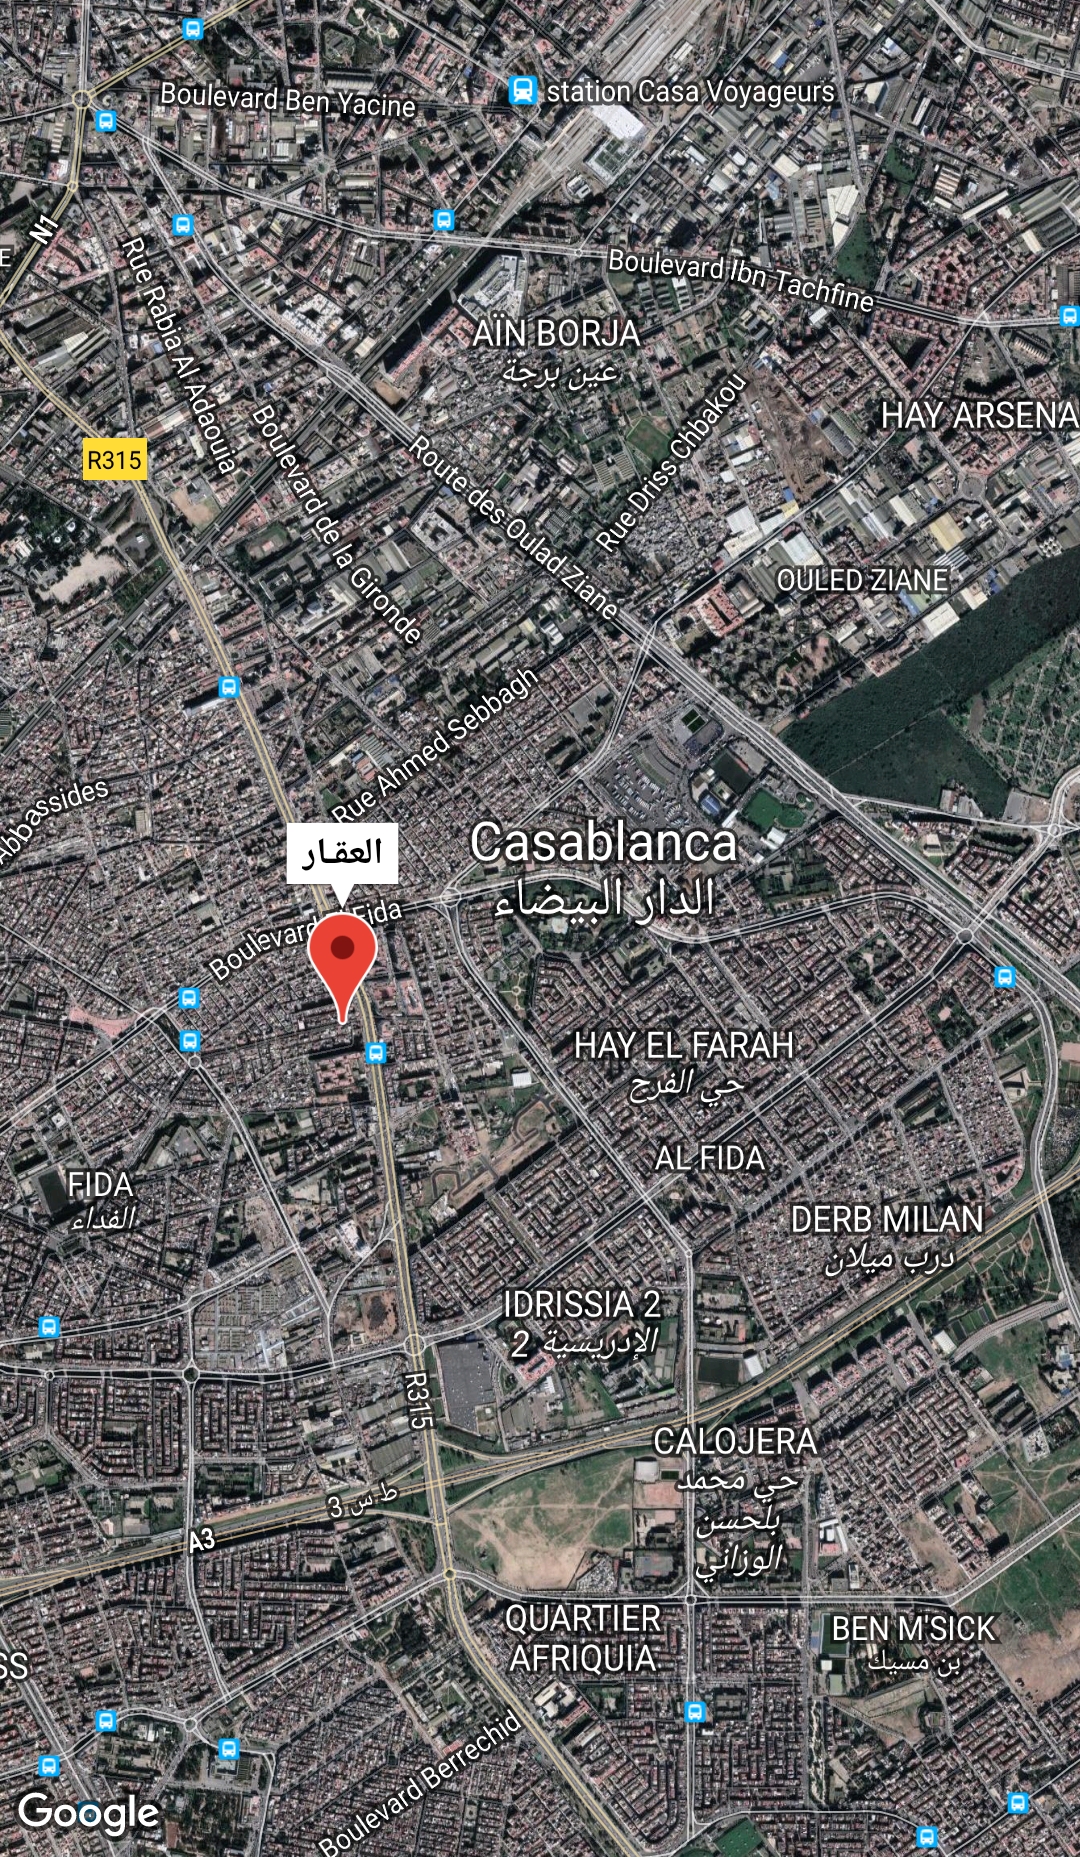 Boulevard Ben Yacine
station Casa Voyageurs
N1
Rue Rabia Al Adaouia
Boulevard Ibn Tachfine
AÏN BORJA
عين برجة
HAY ARSENA
R315
Boulevard de la Gironde
Route des Oulad Ziane
Rue Driss Chbakou
OULED ZIANE
Rue Ahmed Sebbagh
Abbassides
Casablanca
الدار البيضاء
العقار
Boulevard El Fida
HAY EL FARAH
حي الفرح
AL FIDA
FIDA
الفداء
DERB MILAN
درب ميلان
IDRISSIA 2
الإدريسية 2
R315
CALOJERA
حي محمد
بلحسن
الوزاني
ط س 3
A3
QUARTIER
AFRIQUIA
BEN M'SICK
بن مسيك
SS
Boulevard Berrechid
Google